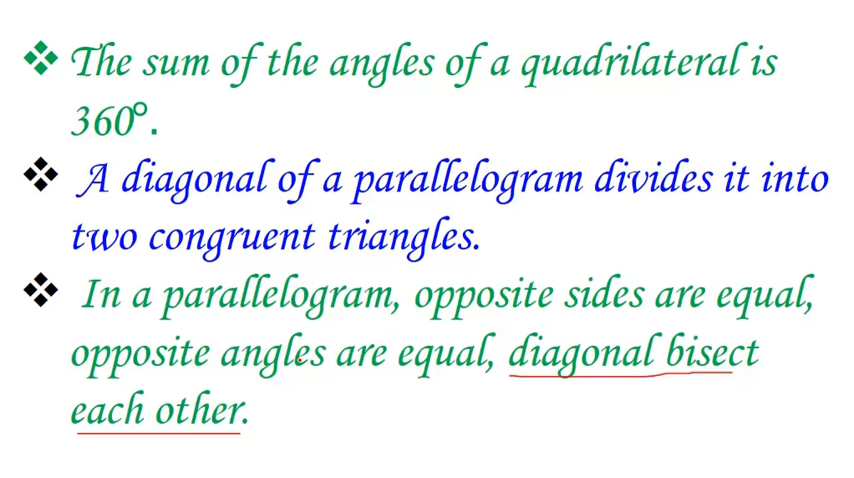 The sum of the angles of a quadrilateral is
360°.
A diagonal of a parallelogram divides it into
two congruent triangles.
In a parallelogram, opposite sides are equal,
opposite angles are equal, diagonal bisect
each other.